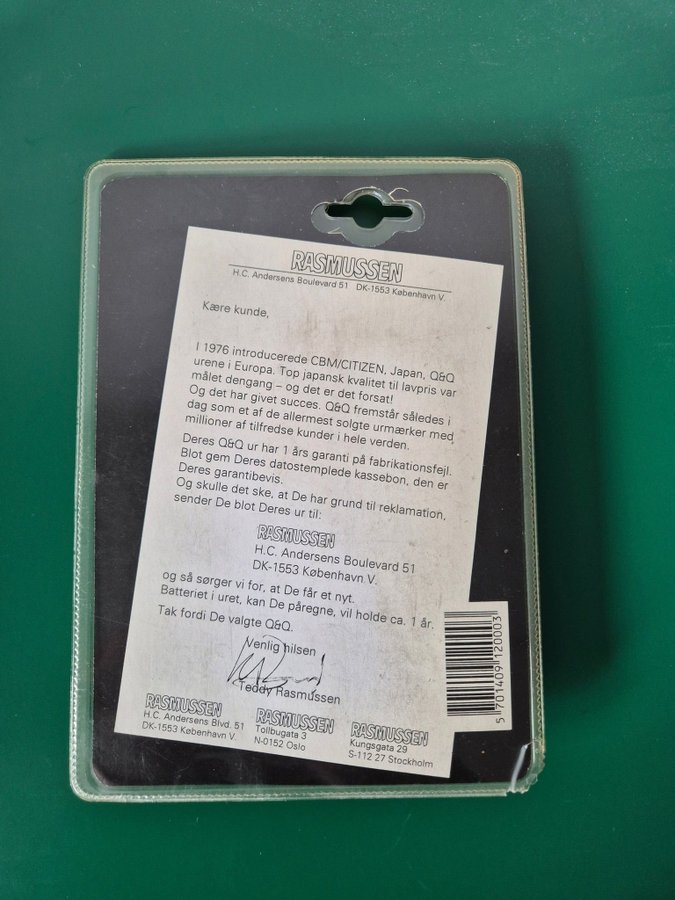 RASMUSSEN
H.C. Andersens Boulevard 51 DK-1553 København V.
Kære kunde,
I 1976 introducerede CBM/CITIZEN, Japan, Q&Q
urene i Europa. Top japansk kvalitet til lavpris var
målet dengang – og det er det forsat!
Og det har givet succes. Q&Q fremstår således i
dag som et af de allermest solgte urmærker med
millioner af tilfredse kunder i hele verden.
Deres Q&Q ur har 1 års garanti på fabrikationsfejl.
Blot gem Deres datostemplede kassebon, den er
Deres garantibevis.
Og skulle det ske, at De har grund til reklamation,
sender De blot Deres ur til:
RASMUSSEN
H.C. Andersens Boulevard 51
DK-1553 København V.
og så sørger vi for, at De får et nyt.
Batteriet i uret, kan De påregne, vil holde ca. 1 år.
Tak fordi De valgte Q&Q.
Venlig hilsen
Teddy Rasmussen
RASMUSSEN
H.C. Andersens Blvd. 51
DK-1553 København V.
RASMUSSEN
Tollbugata 3
N-0152 Oslo
RASMUSSEN
Kungsgata 29
S-112 27 Stockholm
5 701409 120003